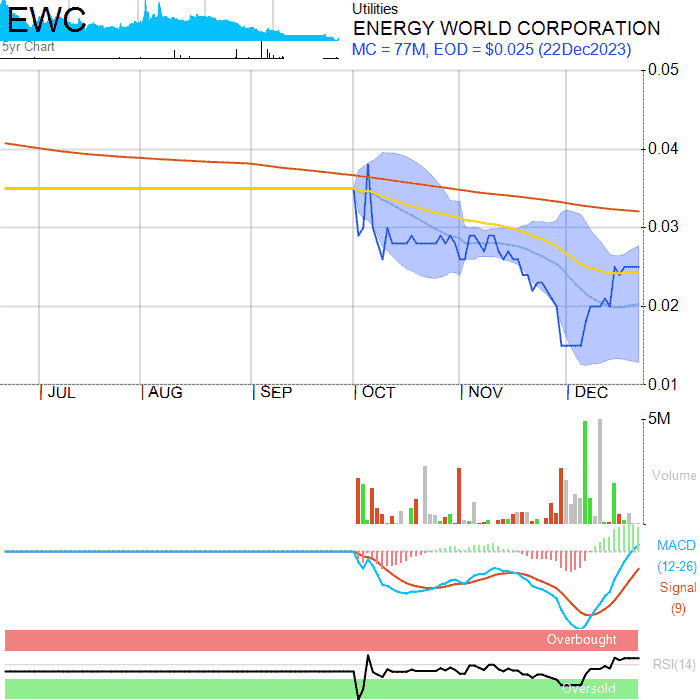 EWC
5yr Chart
Utilities
ENERGY WORLD CORPORATION
MC = 77M, EOD = $0.025 (22Dec2023)
0.05
0.04
0.03
0.02
0.01
JUL AUG SEP OCT NOV DEC
5M
Volume
MACD
(12-26)
Signal
(9)
Overbought
RSI(14)
Oversold